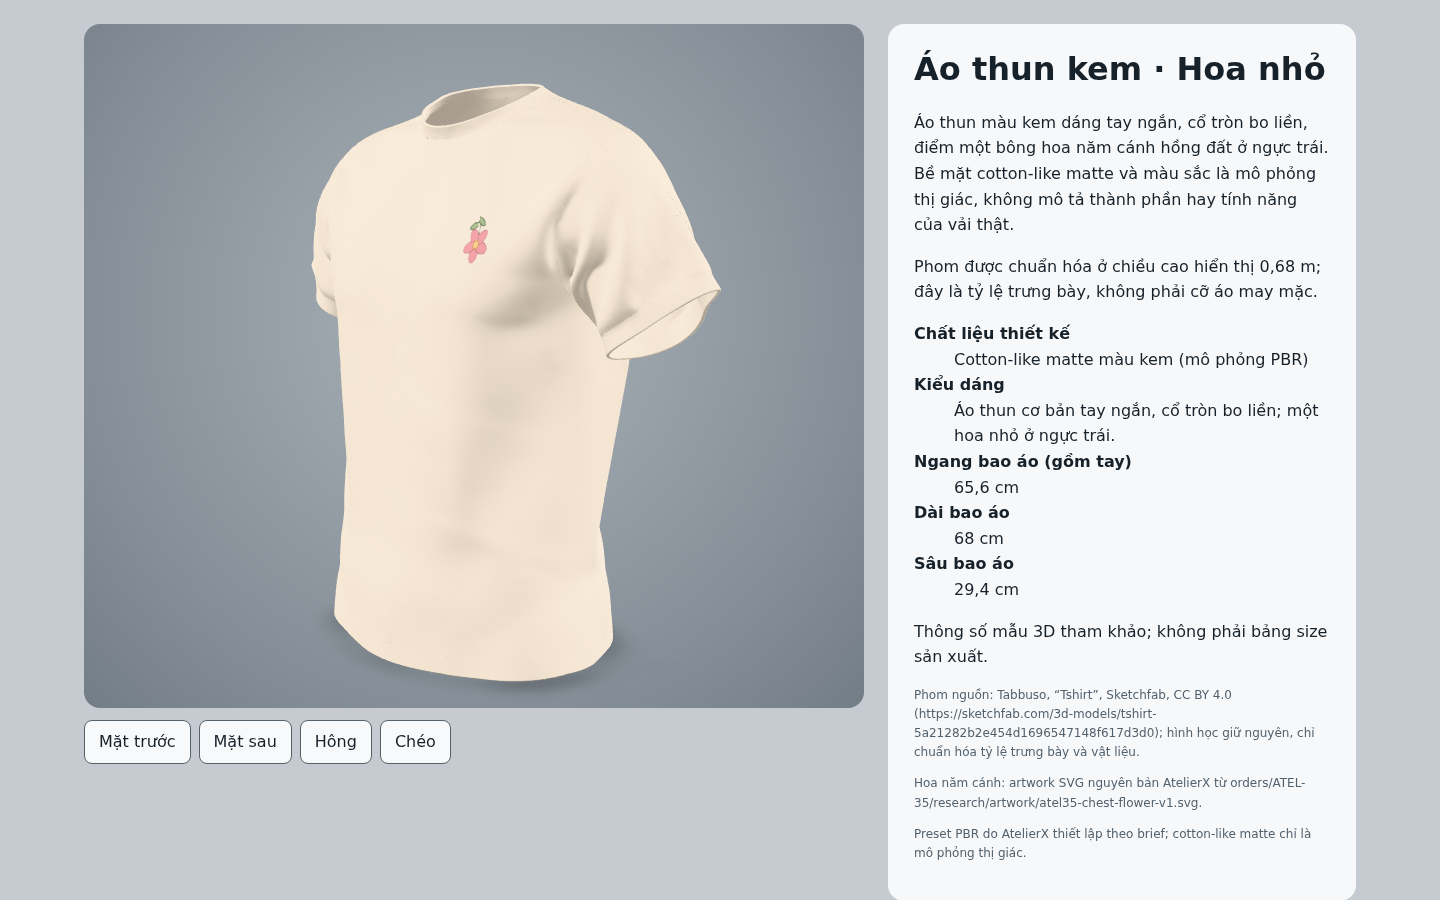 Áo thun kem · Hoa nhỏ
Áo thun màu kem dáng tay ngắn, cổ tròn bo liền,
điểm một bông hoa năm cánh hồng đất ở ngực trái.
Bề mặt cotton-like matte và màu sắc là mô phỏng
thị giác, không mô tả thành phần hay tính năng
của vải thật.
Phom được chuẩn hóa ở chiều cao hiển thị 0,68 m;
đây là tỷ lệ trưng bày, không phải cỡ áo may mặc.
Chất liệu thiết kế
Cotton-like matte màu kem (mô phỏng PBR)
Kiểu dáng
Áo thun cơ bản tay ngắn, cổ tròn bo liền; một
hoa nhỏ ở ngực trái.
Ngang bao áo (gồm tay)
65,6 cm
Dài bao áo
68 cm
Sâu bao áo
29,4 cm
Thông số mẫu 3D tham khảo; không phải bảng size
sản xuất.
Phom nguồn: Tabbuso, “Tshirt”, Sketchfab, CC BY 4.0
(https://sketchfab.com/3d-models/tshirt-
5a21282b2e454d1696547148f617d3d0); hình học giữ nguyên, chỉ
chuẩn hóa tỷ lệ trưng bày và vật liệu.
Hoa năm cánh: artwork SVG nguyên bản AtelierX từ orders/ATEL-
35/research/artwork/atel35-chest-flower-v1.svg.
Preset PBR do AtelierX thiết lập theo brief; cotton-like matte chỉ là
mô phỏng thị giác.
Mặt trước
Mặt sau
Hông
Chéo